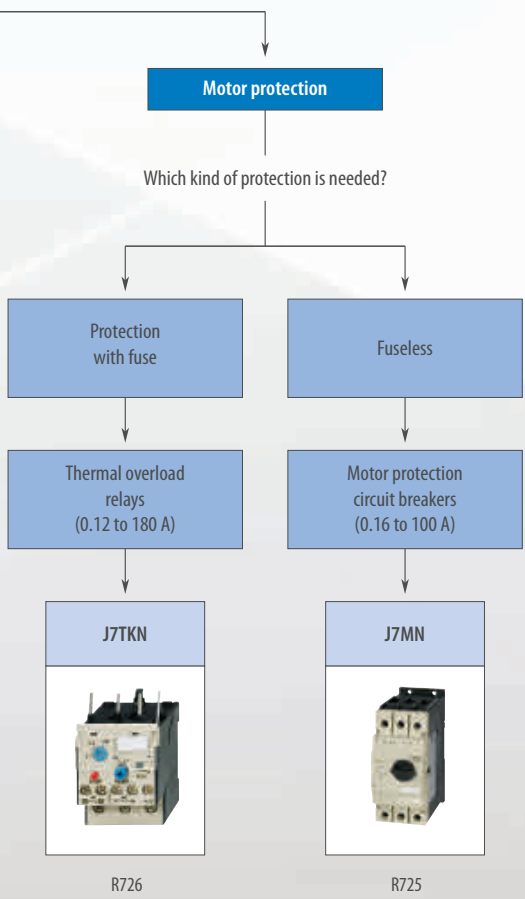 Motor protection
Which kind of protection is needed?
Protection
with fuse
Fuseless
Thermal overload
relays
(0.12 to 180 A)
Motor protection
circuit breakers
(0.16 to 100 A)
J7TKN
J7MN
R726
R725